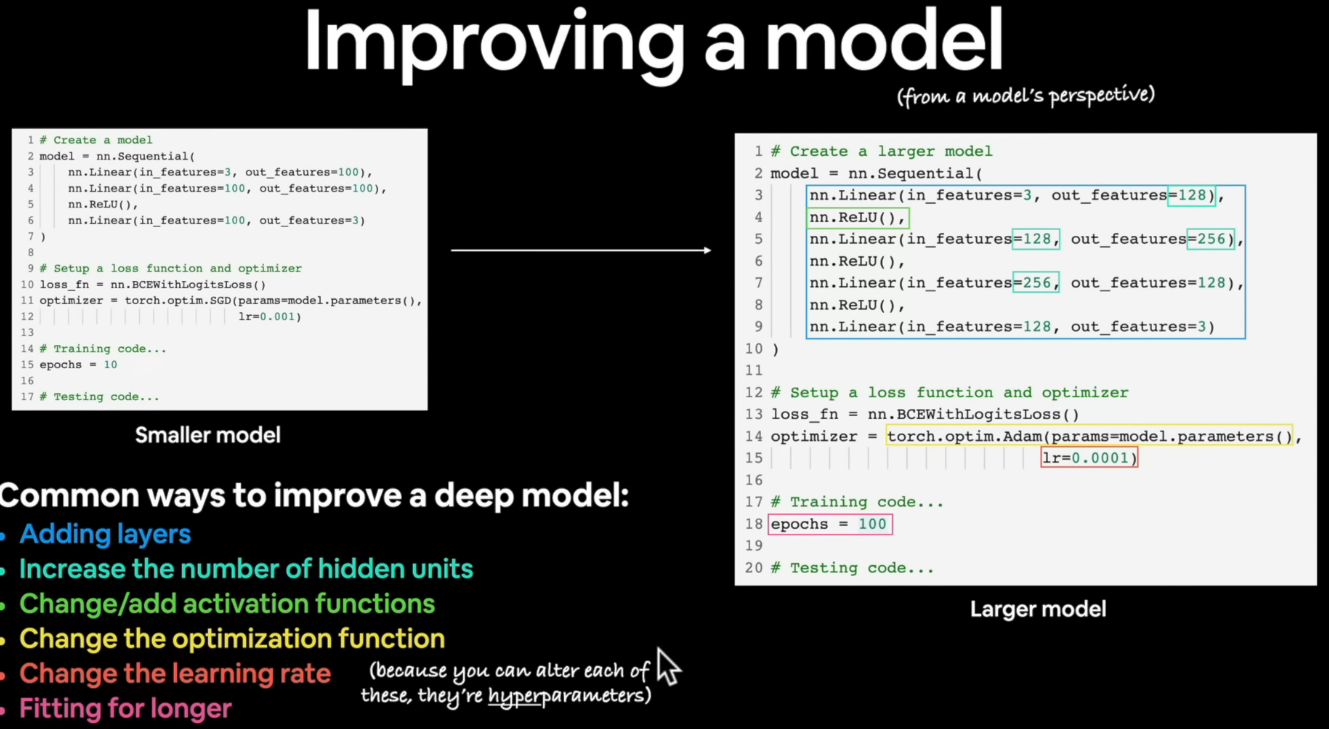 Improving a model
(from a model's perspective)
1 # Create a model
2 model = nn.Sequential(
3 nn.Linear(in_features=3, out_features=100),
4 nn.Linear(in_features=100, out_features=100),
5 nn.ReLU(),
6 nn.Linear(in_features=100, out_features=3)
7 )
8
9 # Setup a loss function and optimizer
10 loss_fn = nn.BCEWithLogitsLoss()
11 optimizer = torch.optim.SGD(params=model.parameters(),
12 lr=0.001)
13
14 # Training code...
15 epochs = 10
16
17 # Testing code...
Smaller model
1 # Create a larger model
2 model = nn.Sequential(
3 nn.Linear(in_features=3, out_features=128),
4 nn.ReLU(),
5 nn.Linear(in_features=128, out_features=256),
6 nn.ReLU(),
7 nn.Linear(in_features=256, out_features=128),
8 nn.ReLU(),
9 nn.Linear(in_features=128, out_features=3)
10 )
11
12 # Setup a loss function and optimizer
13 loss_fn = nn.BCEWithLogitsLoss()
14 optimizer = torch.optim.Adam(params=model.parameters(),
15 lr=0.0001)
16
17 # Training code...
18 epochs = 100
19
20 # Testing code...
Larger model
Common ways to improve a deep model:
• Adding layers
• Increase the number of hidden units
• Change/add activation functions
• Change the optimization function
• Change the learning rate
• Fitting for longer
(because you can alter each of
these, they're hyperparameters)